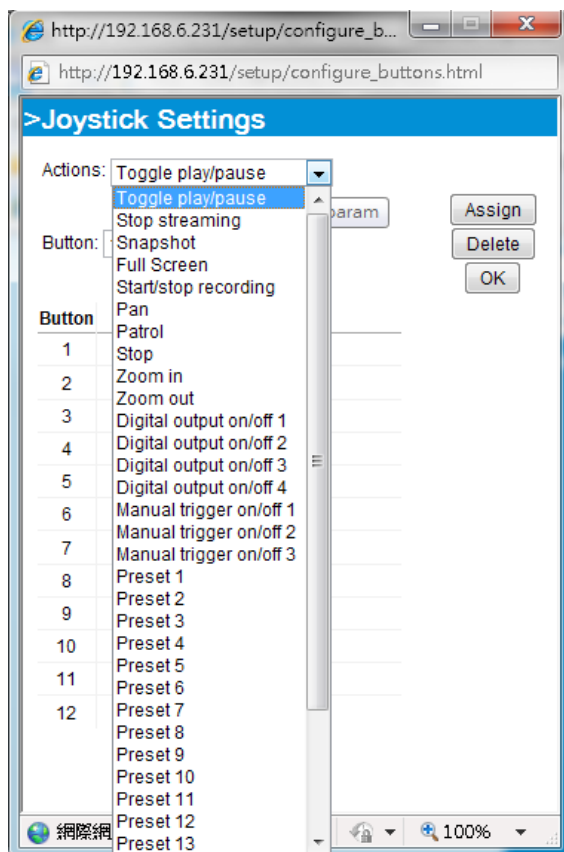 http://192.168.6.231/setup/configure_b...
http://192.168.6.231/setup/configure_buttons.html
>Joystick Settings
Actions: Toggle play/pause
Toggle play/pause
Stop streaming
Snapshot
Full Screen
Start/stop recording
Pan
Patrol
Stop
Zoom in
Zoom out
Digital output on/off 1
Digital output on/off 2
Digital output on/off 3
Digital output on/off 4
Manual trigger on/off 1
Manual trigger on/off 2
Manual trigger on/off 3
Preset 1
Preset 2
Preset 3
Preset 4
Preset 5
Preset 6
Preset 7
Preset 8
Preset 9
Preset 10
Preset 11
Preset 12
Preset 13
param
Assign
Button:
Delete
OK
Button
1
2
3
4
5
6
7
8
9
10
11
12
網際網
100%